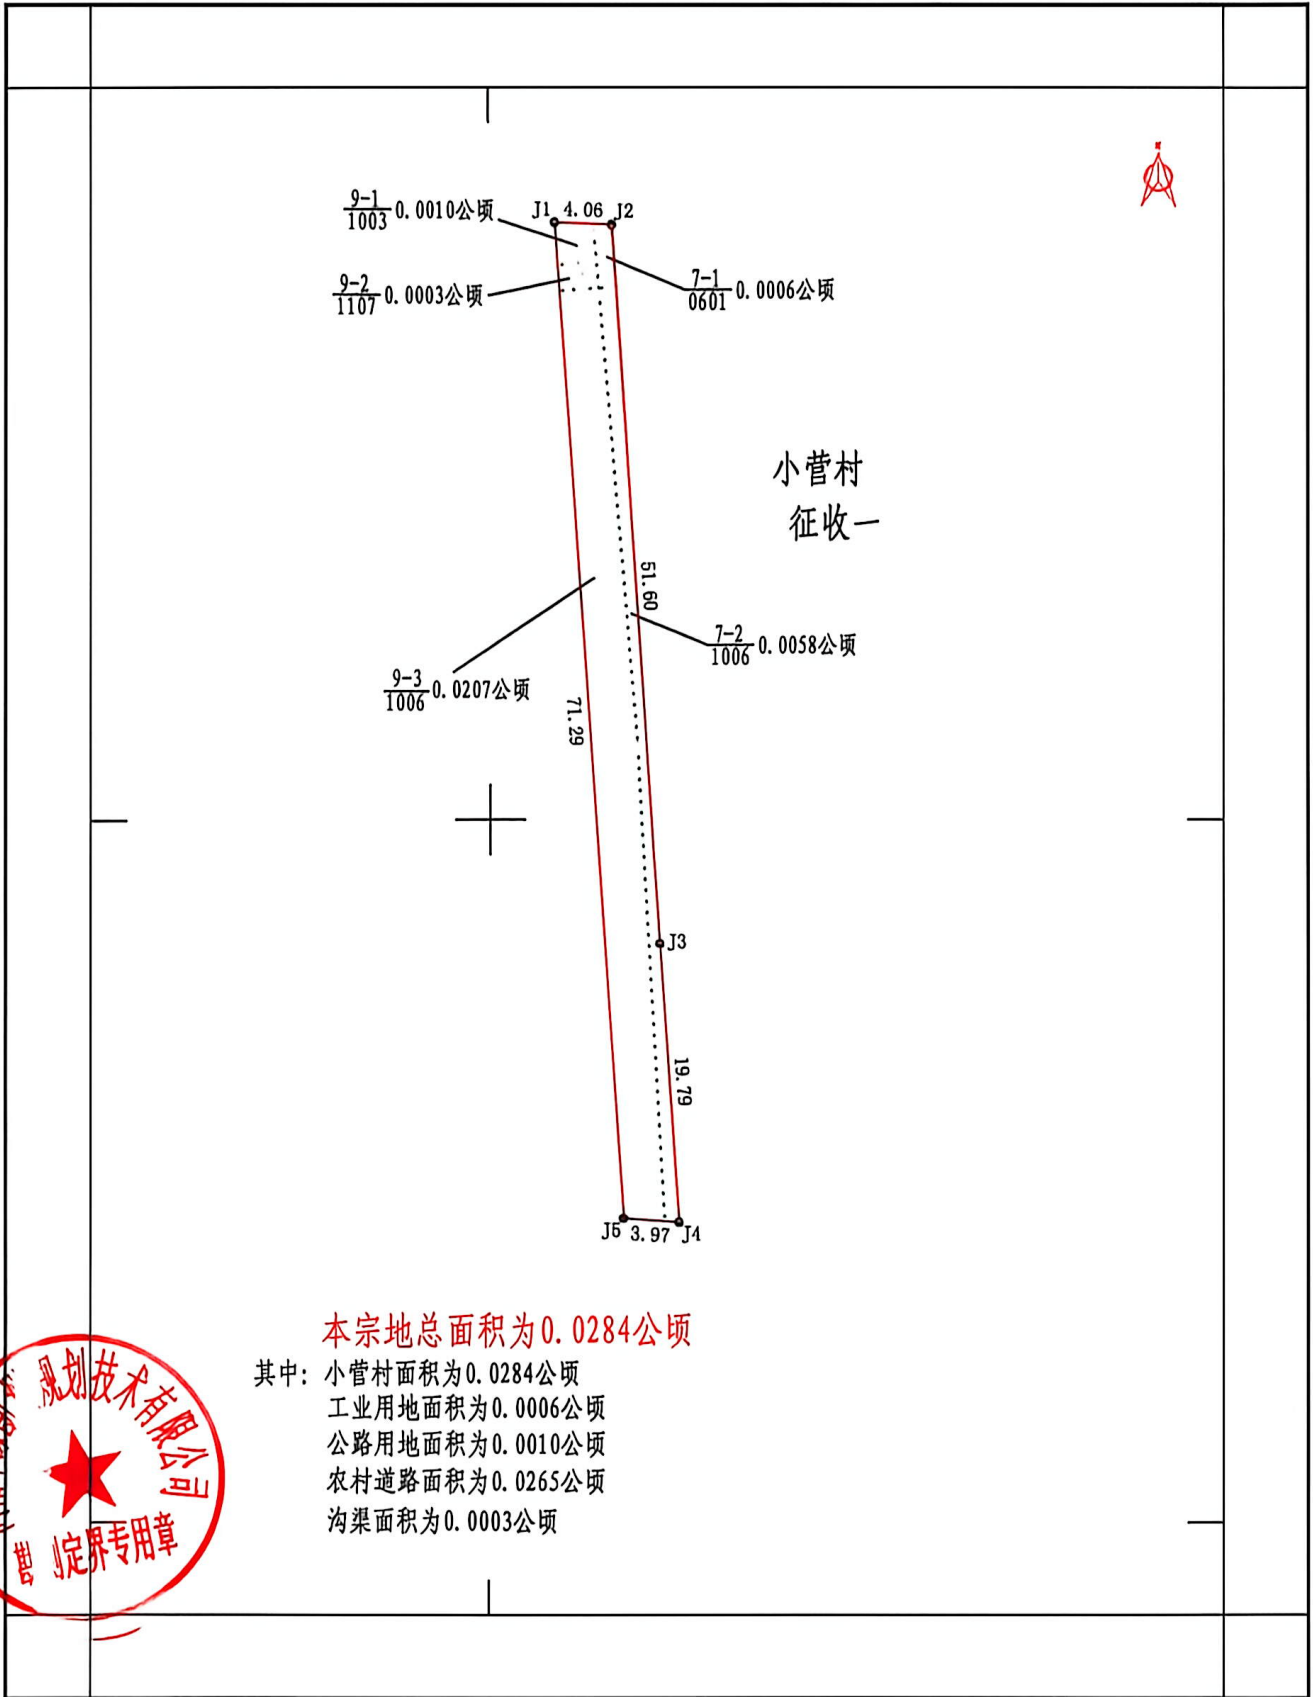 J1 4.06 J2
9-1
1003 0.0010公顷
9-2
1107 0.0003公顷
7-1
0601 0.0006公顷
小营村
征收一
51.60
7-2
1006 0.0058公顷
9-3
1006 0.0207公顷
71.29
J3
19.79
J5 3.97 J4
本宗地总面积为0.0284公顷
其中: 小营村面积为0.0284公顷
工业用地面积为0.0006公顷
公路用地面积为0.0010公顷
农村道路面积为0.0265公顷
沟渠面积为0.0003公顷
规划技术有限公司
定界专用章